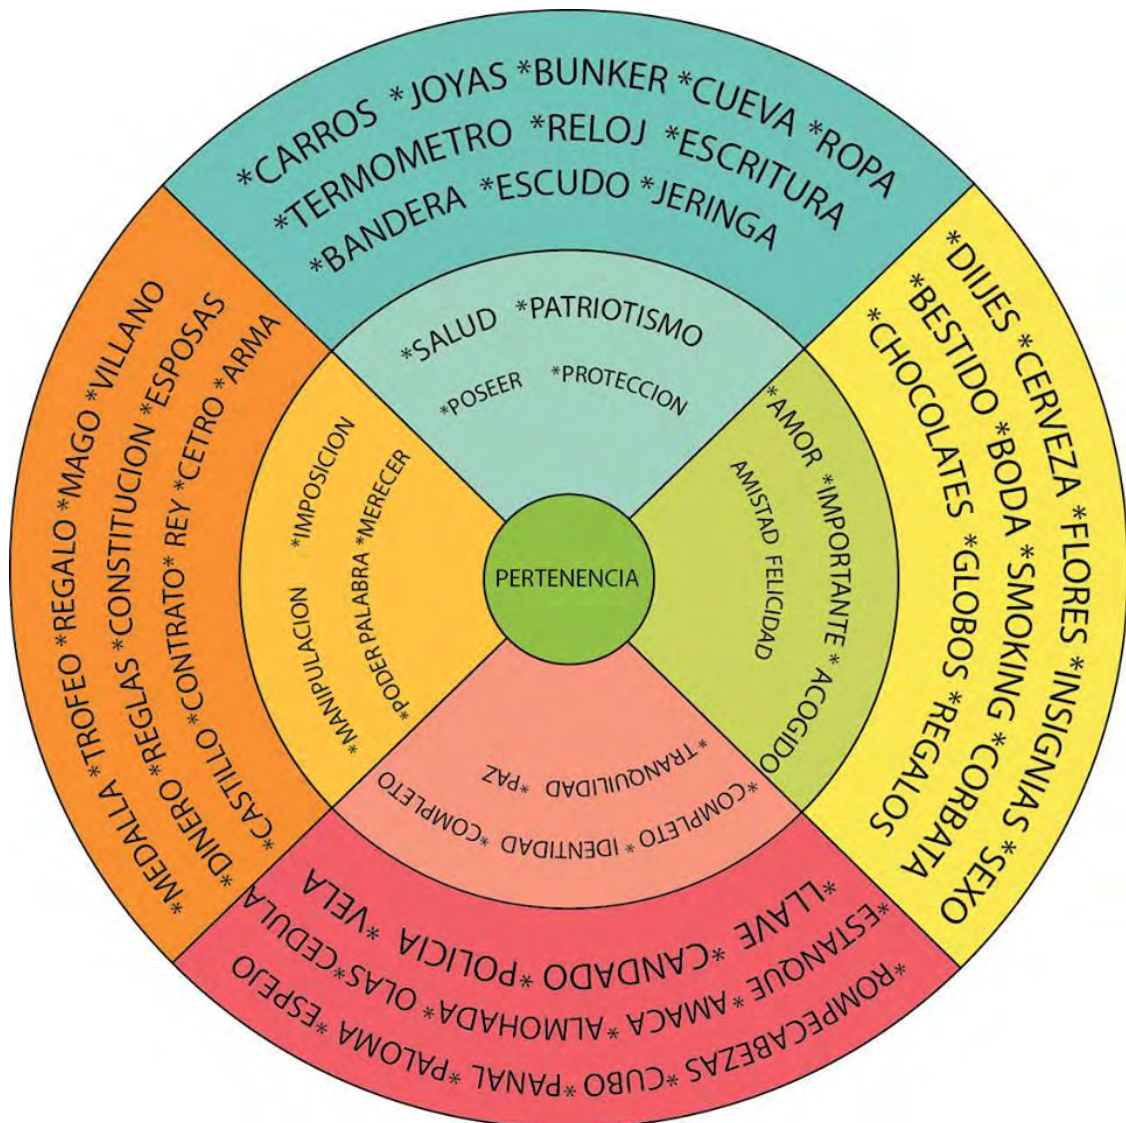 *CARROS *JOYAS *BUNKER *CUEVA *ROPA
*TERMOMETRO *RELOJ *ESCRITURA
*BANDERA *ESCUDO *JERINGA
*SALUD *PATRIOTISMO
*POSEER *PROTECCION
*DIJES *CERVEZA *FLORES *INSIGNIAS *SEXO
*BESTIDO *BODA *SMOKING *CORBATA
*CHOCOLATES *GLOBOS *REGALOS
*AMOR *IMPORTANTE * ACOGIDO
AMISTAD FELICIDAD
PERTENENCIA
*MEDALLA *TROFEO *REGALO *MAGO *VILLANO
*DINERO *REGLAS *CONSTITUCION *ESPOSAS
*CASTILLO *CONTRATO* REY *CETRO *ARMA
*MANIPULACION *IMPOSICION
*PODER PALABRA *MERECER
*TRANQUILIDAD *PAZ
*COMPLETO * IDENTIDAD *COMPLETO
*LLAVE *CANDADO *POLICIA *VELA
*ESTANQUE *AMACA *ALMOHADA* OLAS*CEDULA
*ROMPECABEZAS *CUBO *PANAL *PALOMA *ESPEJO